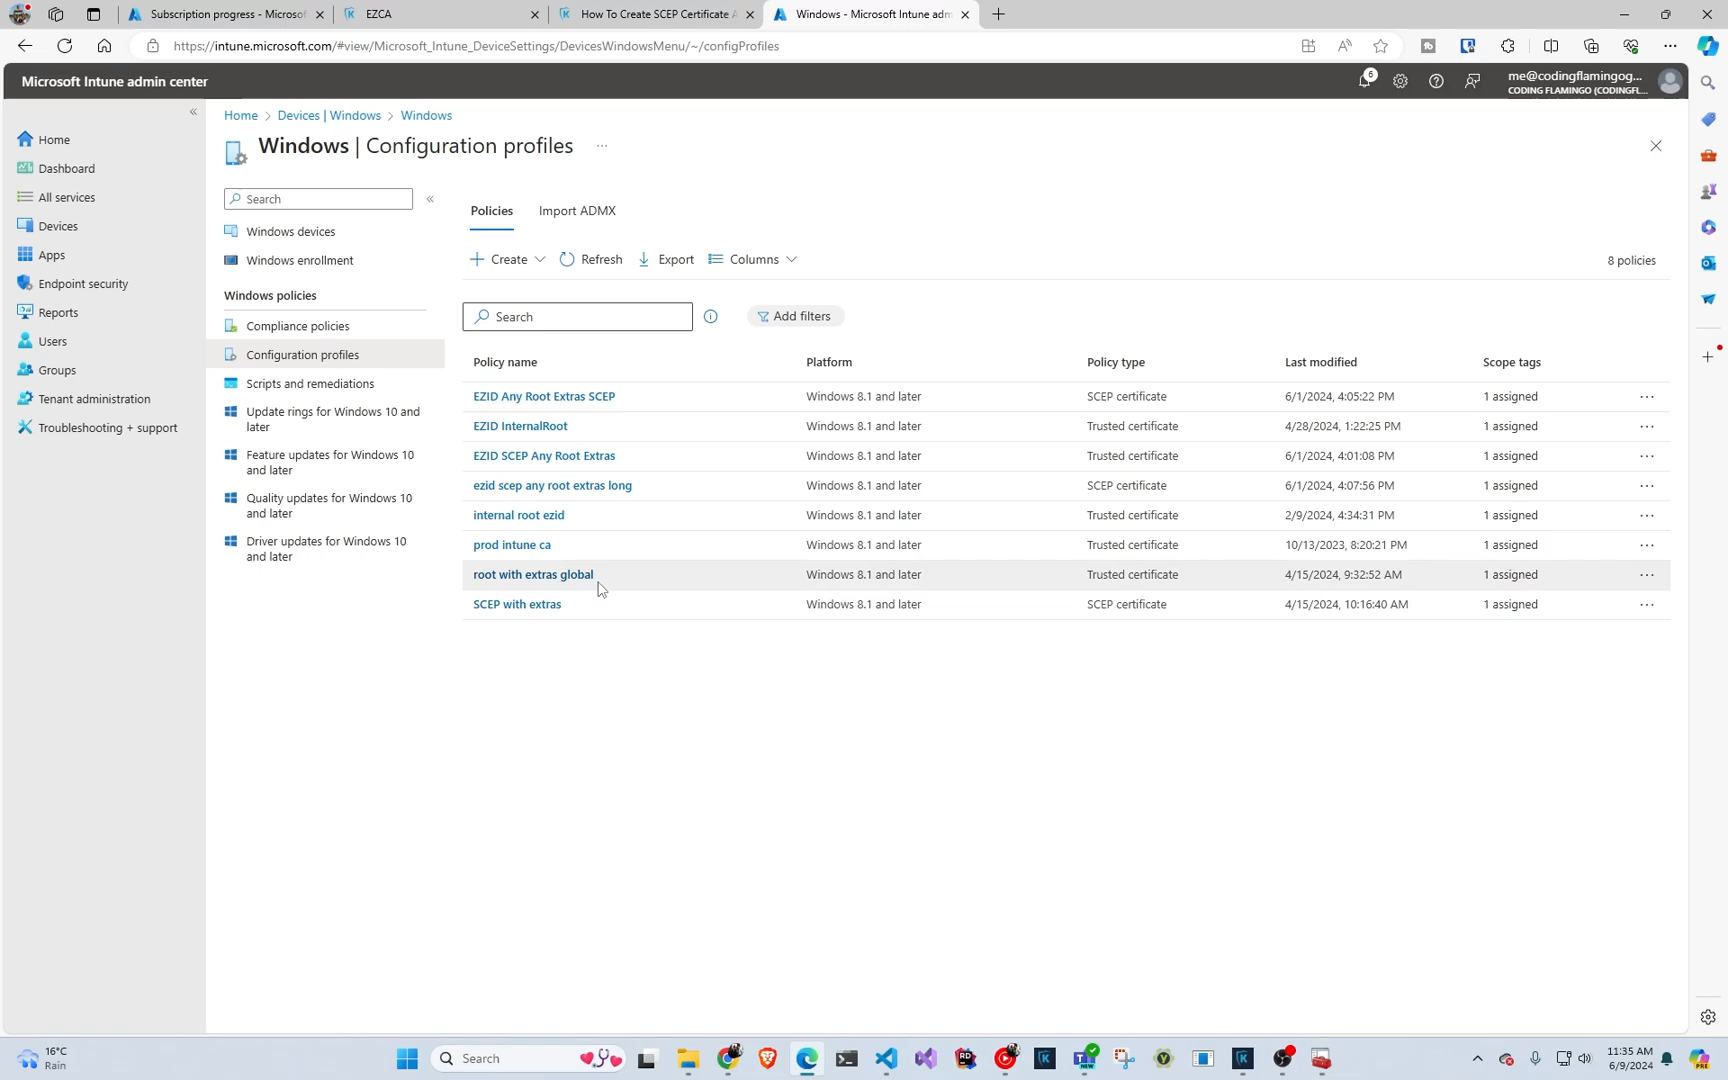 Subscription progress - Microsof
EZCA
How To Create SCEP Certificate A
Windows - Microsoft Intune adm
https://intune.microsoft.com/#view/Microsoft_Intune_DeviceSettings/DevicesWindowsMenu/~/configProfiles
Microsoft Intune admin center
6
me@codingflamingog...
CODING FLAMINGO (CODINGFL...
Home
Dashboard
All services
Devices
Apps
Endpoint security
Reports
Users
Groups
Tenant administration
Troubleshooting + support
Home > Devices | Windows > Windows
Windows | Configuration profiles ...
Search
Windows devices
Windows enrollment
Windows policies
Compliance policies
Configuration profiles
Scripts and remediations
Update rings for Windows 10 and
later
Feature updates for Windows 10
and later
Quality updates for Windows 10
and later
Driver updates for Windows 10
and later
Policies Import ADMX
Create Refresh Export Columns 8 policies
Search Add filters
Policy name Platform Policy type Last modified Scope tags
EZID Any Root Extras SCEP Windows 8.1 and later SCEP certificate 6/1/2024, 4:05:22 PM 1 assigned ...
EZID InternalRoot Windows 8.1 and later Trusted certificate 4/28/2024, 1:22:25 PM 1 assigned ...
EZID SCEP Any Root Extras Windows 8.1 and later Trusted certificate 6/1/2024, 4:01:08 PM 1 assigned ...
ezid scep any root extras long Windows 8.1 and later SCEP certificate 6/1/2024, 4:07:56 PM 1 assigned ...
internal root ezid Windows 8.1 and later Trusted certificate 2/9/2024, 4:34:31 PM 1 assigned ...
prod intune ca Windows 8.1 and later Trusted certificate 10/13/2023, 8:20:21 PM 1 assigned ...
root with extras global Windows 8.1 and later Trusted certificate 4/15/2024, 9:32:52 AM 1 assigned ...
SCEP with extras Windows 8.1 and later SCEP certificate 4/15/2024, 10:16:40 AM 1 assigned ...
16°C
Rain
Search
11:35 AM
6/9/2024